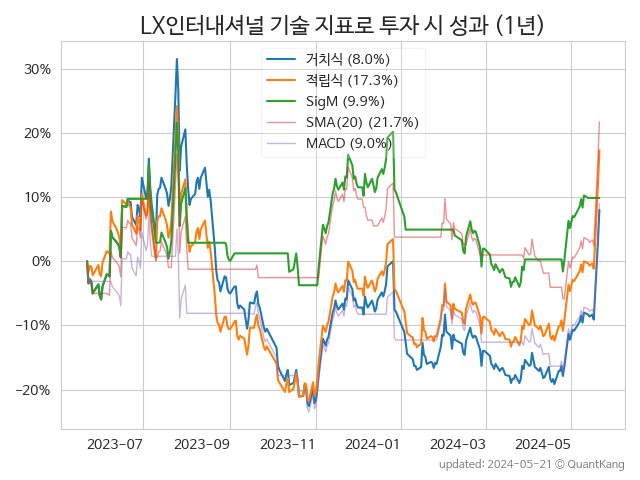 LX인터내셔널 기술 지표로 투자 시 성과 (1년)
거치식 (8.0%)
적립식 (17.3%)
SigM (9.9%)
SMA(20) (21.7%)
MACD (9.0%)
30%
20%
10%
0%
−10%
−20%
2023-07 2023-09 2023-11 2024-01 2024-03 2024-05
updated: 2024-05-21 © QuantKang